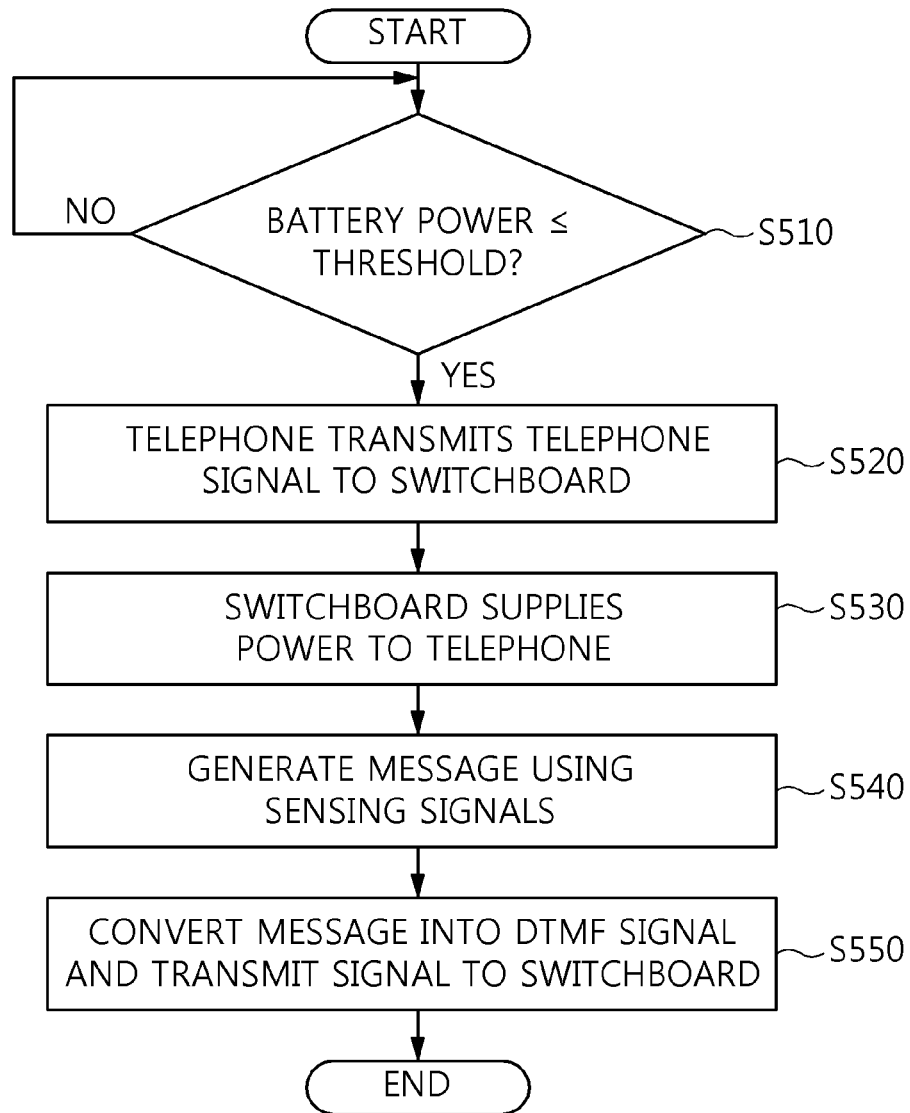 START
NO
BATTERY POWER ≤
THRESHOLD?
S510
YES
TELEPHONE TRANSMITS TELEPHONE
SIGNAL TO SWITCHBOARD
S520
SWITCHBOARD SUPPLIES
POWER TO TELEPHONE
S530
GENERATE MESSAGE USING
SENSING SIGNALS
S540
CONVERT MESSAGE INTO DTMF SIGNAL
AND TRANSMIT SIGNAL TO SWITCHBOARD
S550
END